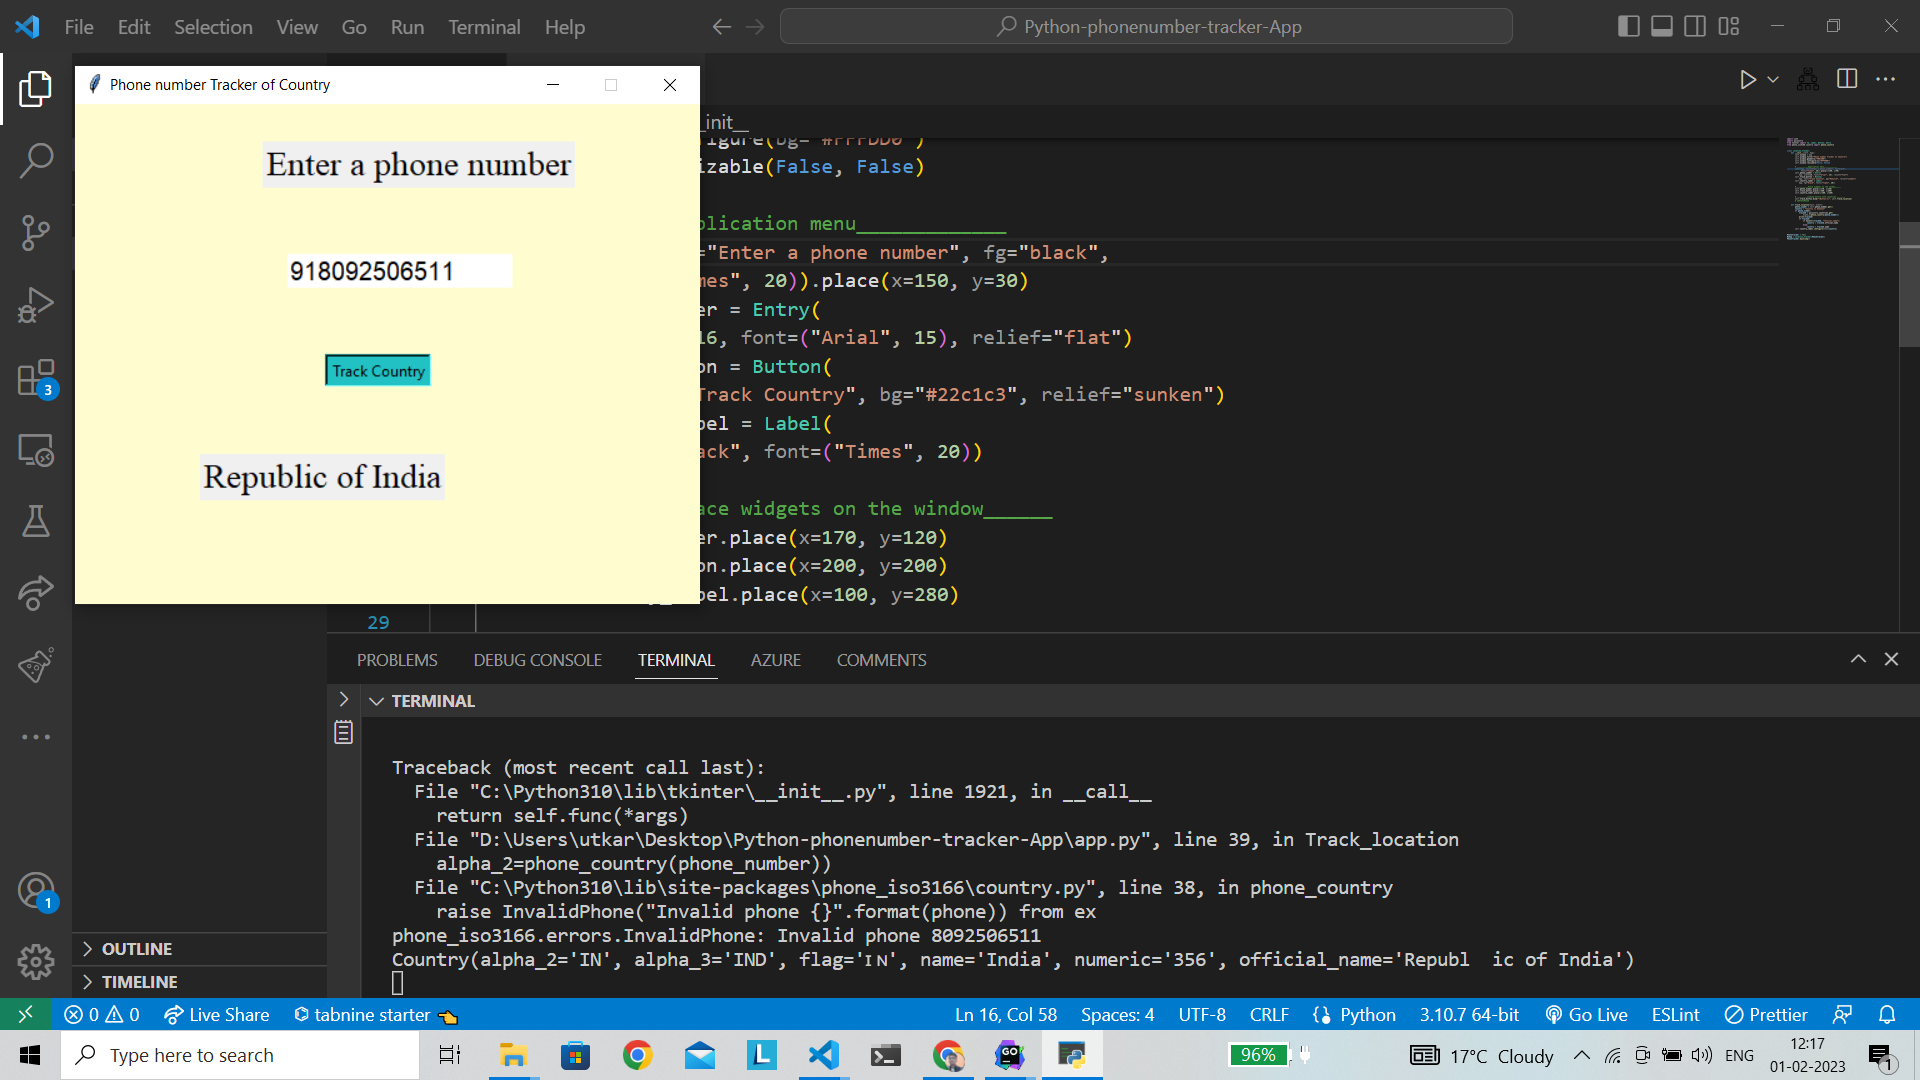 File Edit Selection View Go Run Terminal Help
Python-phonenumber-tracker-App
Phone number Tracker of Country
Enter a phone number
918092506511
Track Country
Republic of India
_init__
igure(bg="#FFFDD0")
izable(False, False)
plication menu_____________
="Enter a phone number", fg="black",
mes", 20)).place(x=150, y=30)
er = Entry(
16, font=("Arial", 15), relief="flat")
on = Button(
Track Country", bg="#22c1c3", relief="sunken")
bel = Label(
ack", font=("Times", 20))
ace widgets on the window______
er.place(x=170, y=120)
on.place(x=200, y=200)
bel.place(x=100, y=280)
29
3
1
OUTLINE
TIMELINE
PROBLEMS DEBUG CONSOLE TERMINAL AZURE COMMENTS
TERMINAL
Traceback (most recent call last):
File "C:\Python310\lib\tkinter\__init__.py", line 1921, in __call__
return self.func(*args)
File "D:\Users\utkar\Desktop\Python-phonenumber-tracker-App\app.py", line 39, in Track_location
alpha_2=phone_country(phone_number))
File "C:\Python310\lib\site-packages\phone_iso3166\country.py", line 38, in phone_country
raise InvalidPhone("Invalid phone {}".format(phone)) from ex
phone_iso3166.errors.InvalidPhone: Invalid phone 8092506511
Country(alpha_2='IN', alpha_3='IND', flag='🇮🇳', name='India', numeric='356', official_name='Republ  ic of India')
0 0 Live Share tabnine starter Ln 16, Col 58 Spaces: 4 UTF-8 CRLF Python 3.10.7 64-bit Go Live ESLint Prettier
Type here to search
L
GO
96%
17°C Cloudy
ENG
12:17
01-02-2023
1